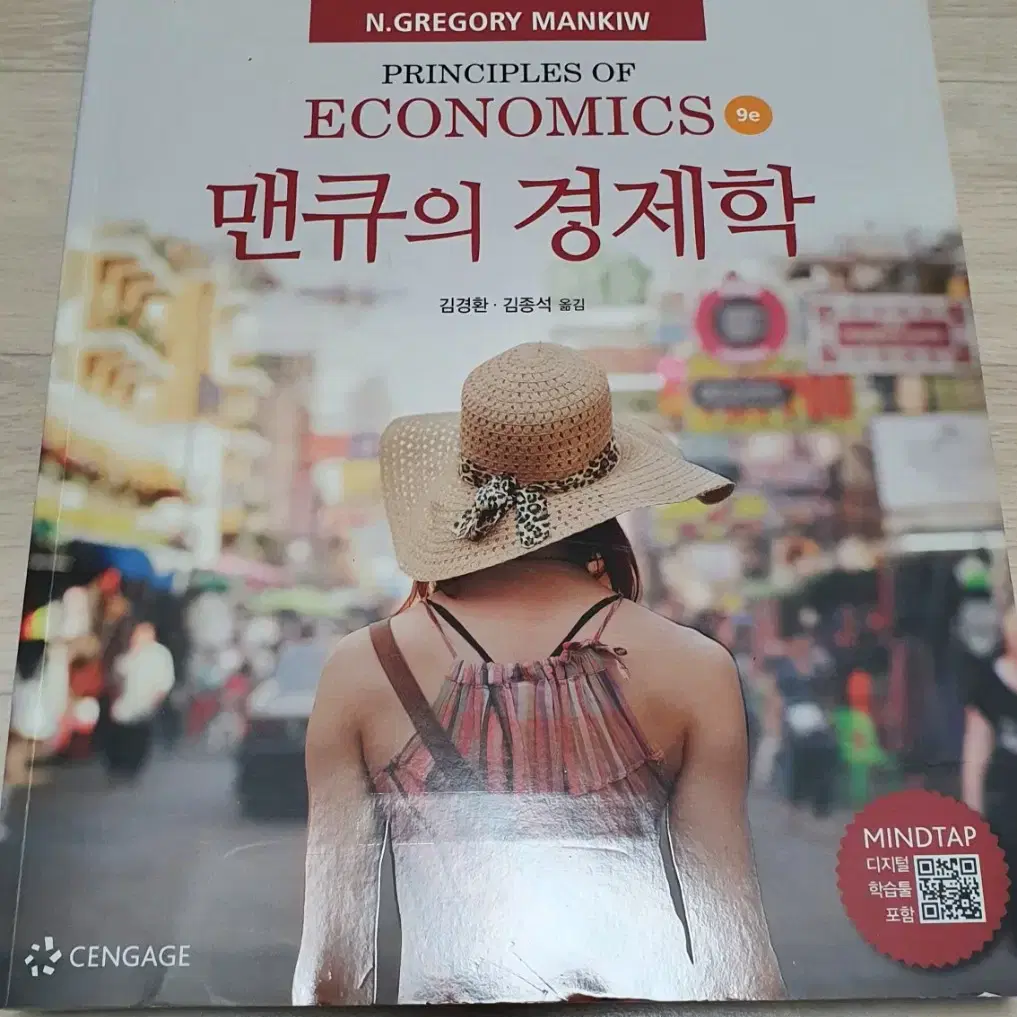 N.GREGORY MANKIW
PRINCIPLES OF
ECONOMICS 9e
맨큐의 경제학
김경환 · 김종석 옮김
MINDTAP
디지털
학습툴
포함
CENGAGE